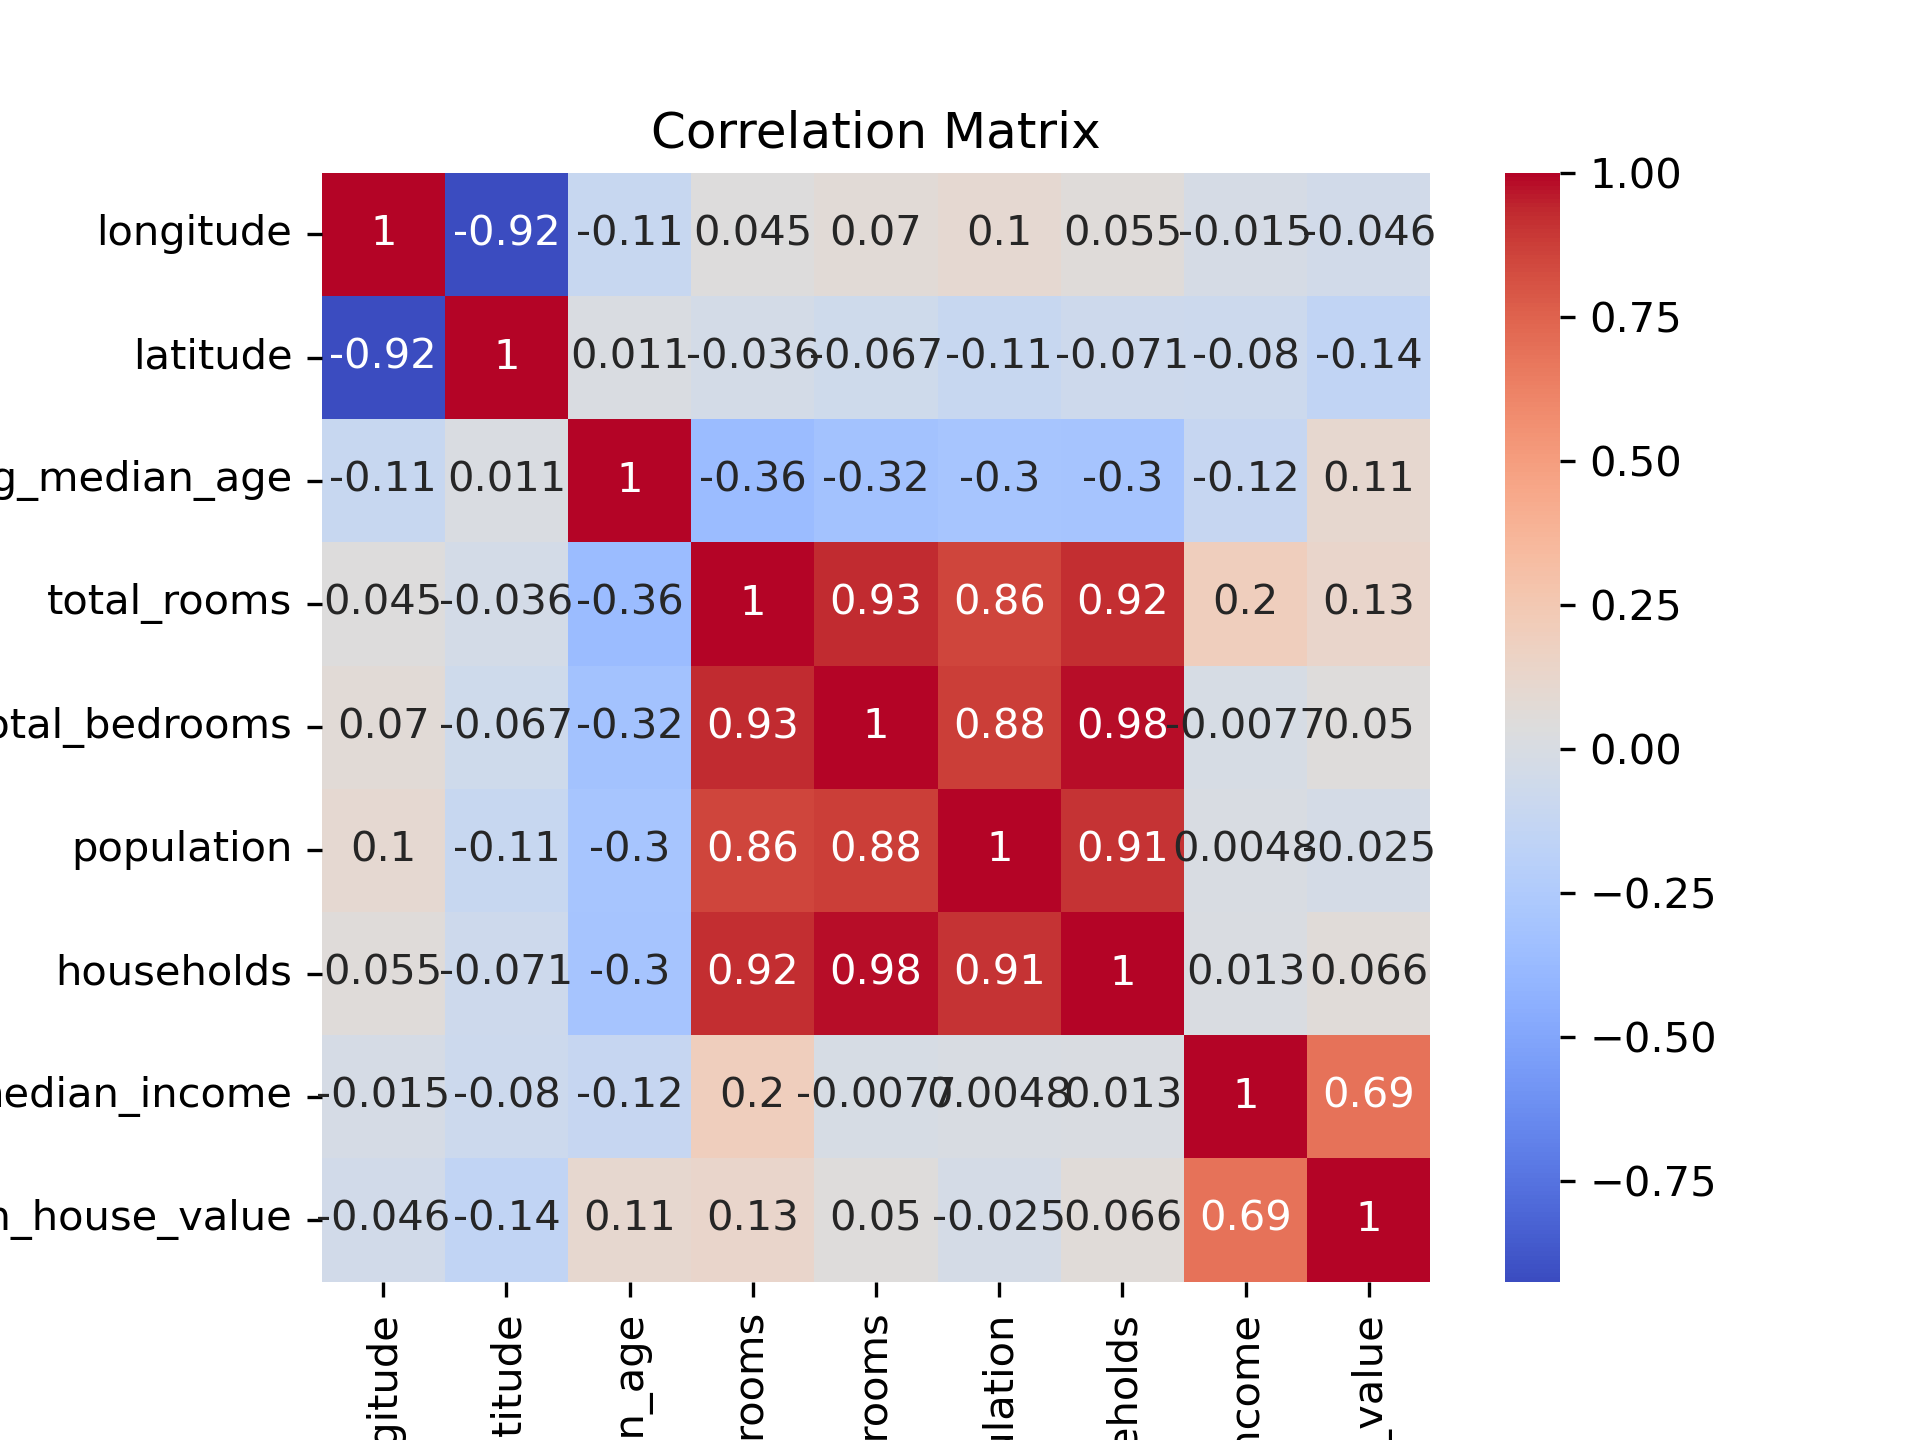 Correlation Matrix
longitude 1 -0.92 -0.11 0.045 0.07 0.1 0.055 -0.015 -0.046
latitude -0.92 1 0.011 -0.036 -0.067 -0.11 -0.071 -0.08 -0.14
g_median_age -0.11 0.011 1 -0.36 -0.32 -0.3 -0.3 -0.12 0.11
total_rooms 0.045 -0.036 -0.36 1 0.93 0.86 0.92 0.2 0.13
otal_bedrooms 0.07 -0.067 -0.32 0.93 1 0.88 0.98 -0.0077 0.05
population 0.1 -0.11 -0.3 0.86 0.88 1 0.91 0.0048 -0.025
households 0.055 -0.071 -0.3 0.92 0.98 0.91 1 0.013 0.066
edian_income -0.015 -0.08 -0.12 0.2 -0.0077 0.0048 0.013 1 0.69
n_house_value -0.046 -0.14 0.11 0.13 0.05 -0.025 0.066 0.69 1
gitude
titude
n_age
rooms
rooms
ulation
eholds
ncome
_value
1.00
0.75
0.50
0.25
0.00
−0.25
−0.50
−0.75